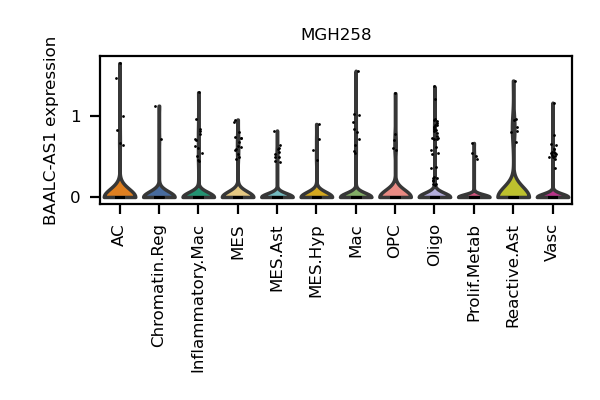 MGH258
BAALC-AS1 expression
1
0
AC
Chromatin.Reg
Inflammatory.Mac
MES
MES.Ast
MES.Hyp
Mac
OPC
Oligo
Prolif.Metab
Reactive.Ast
Vasc